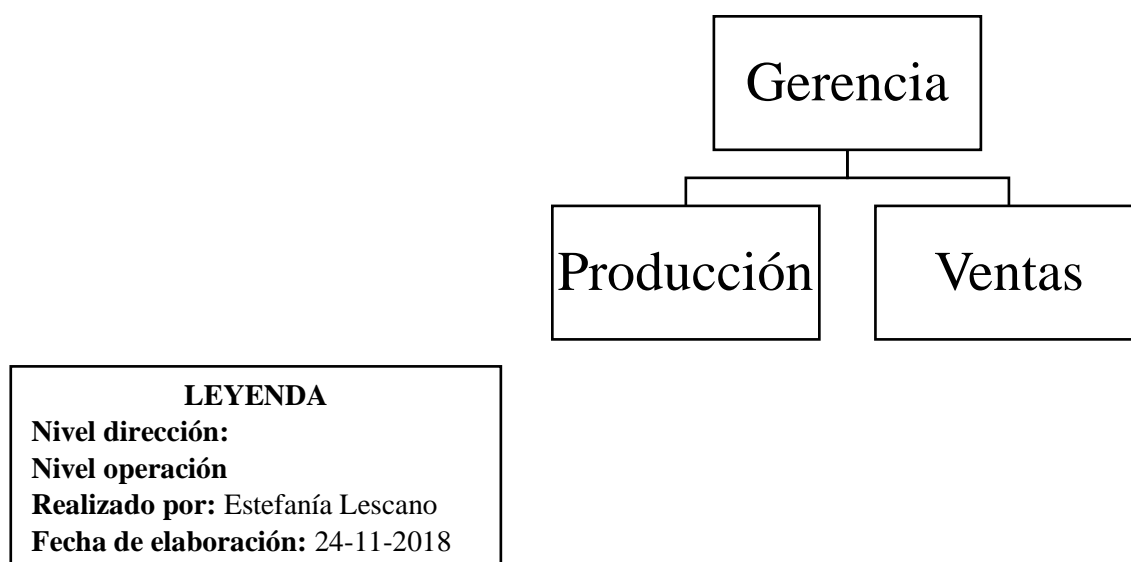 Gerencia
Producción
Ventas
LEYENDA
Nivel dirección:
Nivel operación
Realizado por: Estefanía Lescano
Fecha de elaboración: 24-11-2018